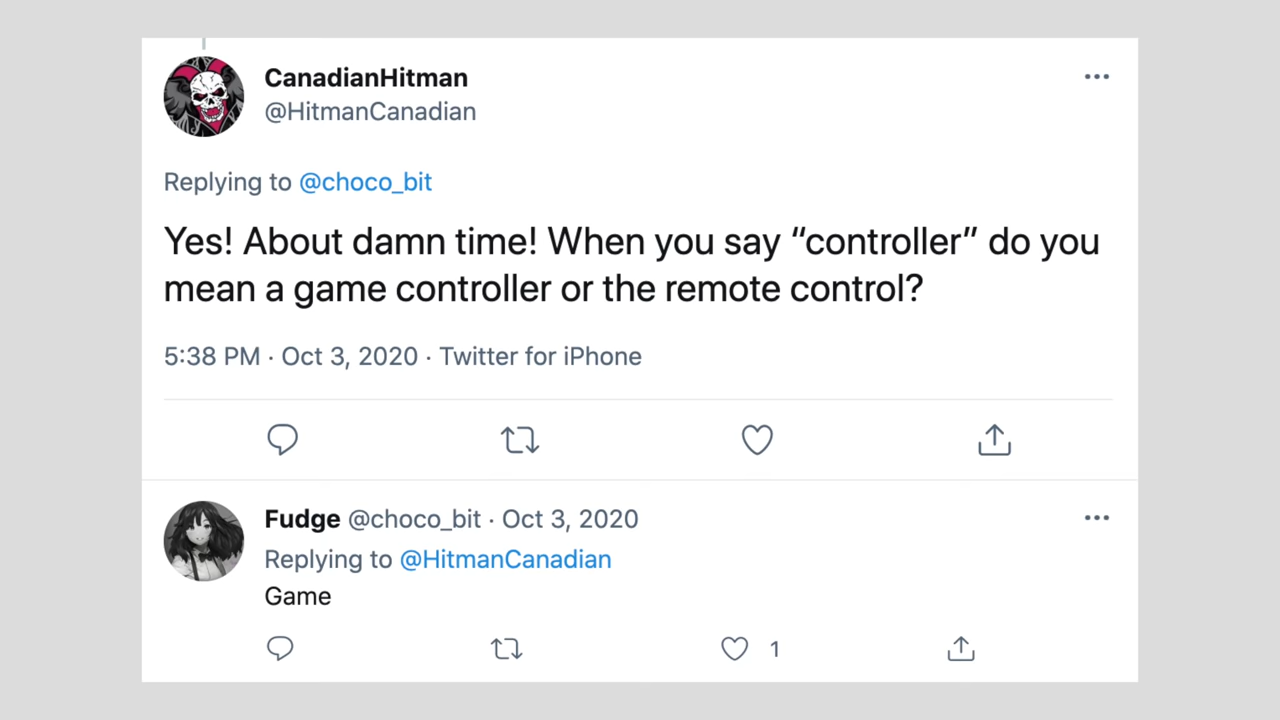 CanadianHitman
@HitmanCanadian
Replying to @choco_bit
Yes! About damn time! When you say “controller” do you
mean a game controller or the remote control?
5:38 PM · Oct 3, 2020 · Twitter for iPhone
Fudge @choco_bit · Oct 3, 2020
Replying to @HitmanCanadian
Game
1